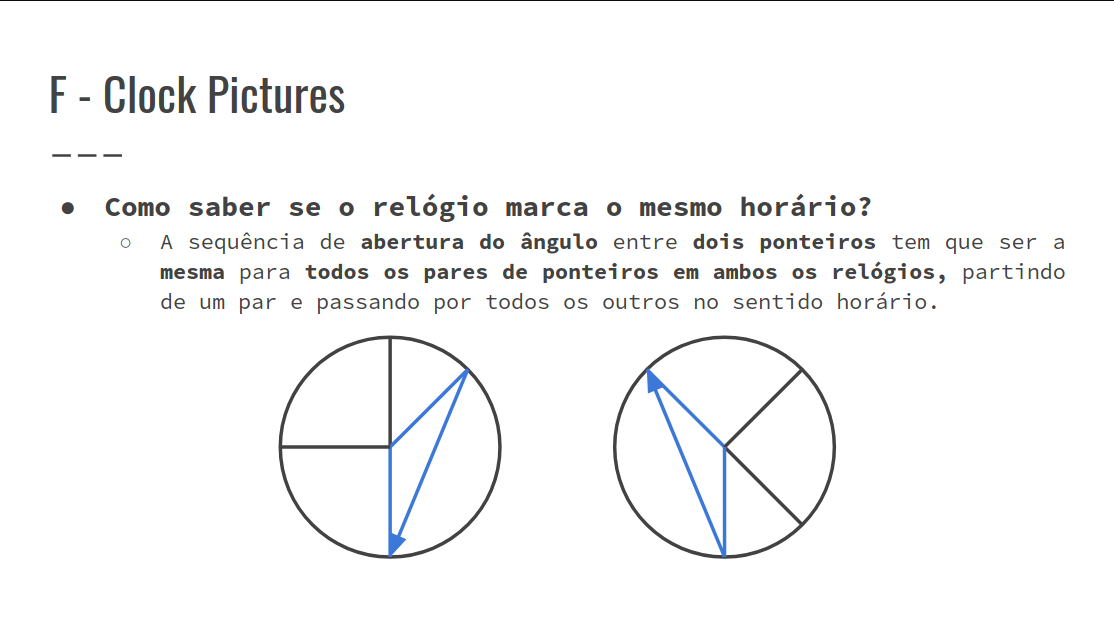 F - Clock Pictures
● Como saber se o relógio marca o mesmo horário?
○ A sequência de abertura do ângulo entre dois ponteiros tem que ser a
mesma para todos os pares de ponteiros em ambos os relógios, partindo
de um par e passando por todos os outros no sentido horário.